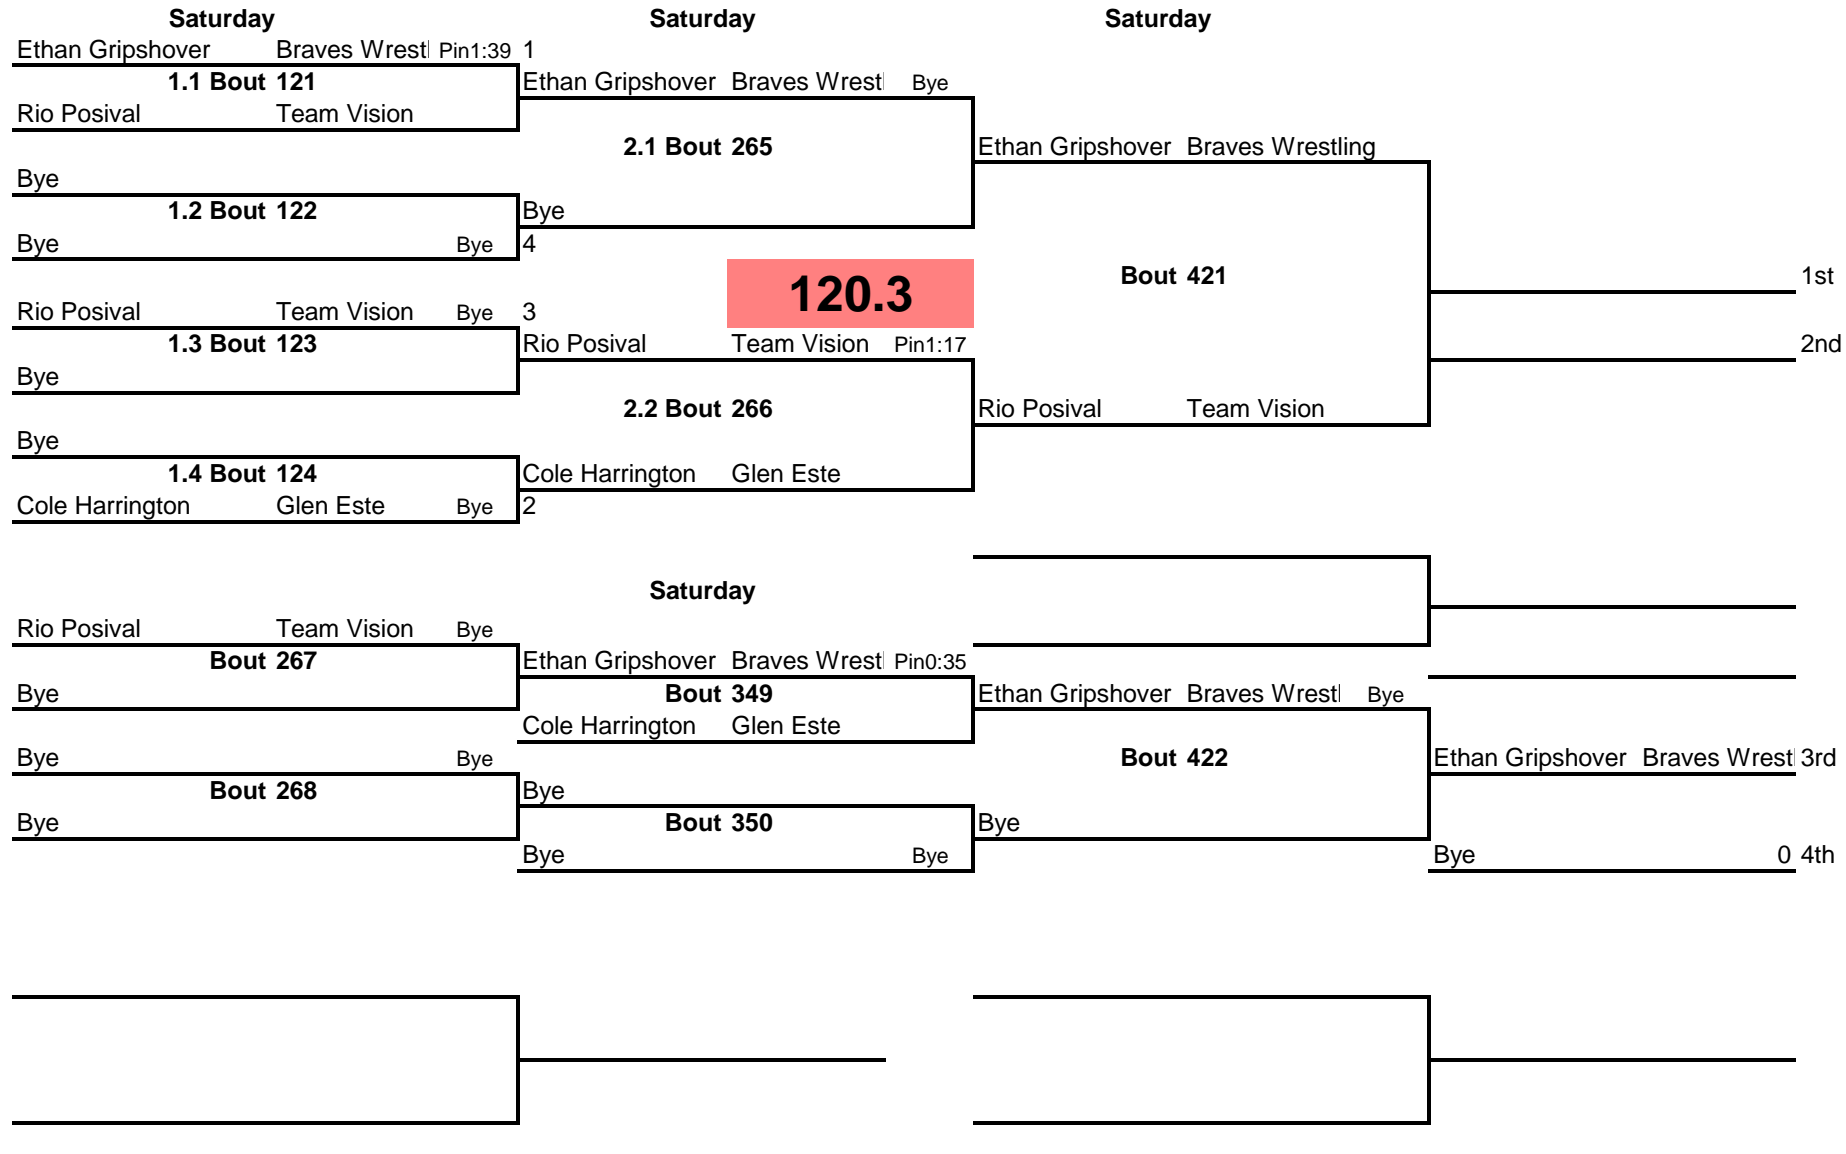 Saturday Saturday Saturday
Ethan Gripshover Braves Wrestl Pin1:39 1
1.1 Bout 121 Ethan Gripshover Braves Wrestl Bye
Rio Posival Team Vision
2.1 Bout 265 Ethan Gripshover Braves Wrestling
Bye
1.2 Bout 122 Bye
Bye Bye 4
120.3 Bout 421 1st
Rio Posival Team Vision Bye 3
1.3 Bout 123 Rio Posival Team Vision Pin1:17 2nd
Bye
2.2 Bout 266 Rio Posival Team Vision
Bye
1.4 Bout 124 Cole Harrington Glen Este
Cole Harrington Glen Este Bye 2
Saturday
Rio Posival Team Vision Bye
Bout 267 Ethan Gripshover Braves Wrestl Pin0:35
Bye Bout 349 Ethan Gripshover Braves Wrestl Bye
Cole Harrington Glen Este
Bye Bye Bout 422 Ethan Gripshover Braves Wrestl 3rd
Bout 268 Bye
Bye Bout 350 Bye
Bye Bye Bye 0 4th